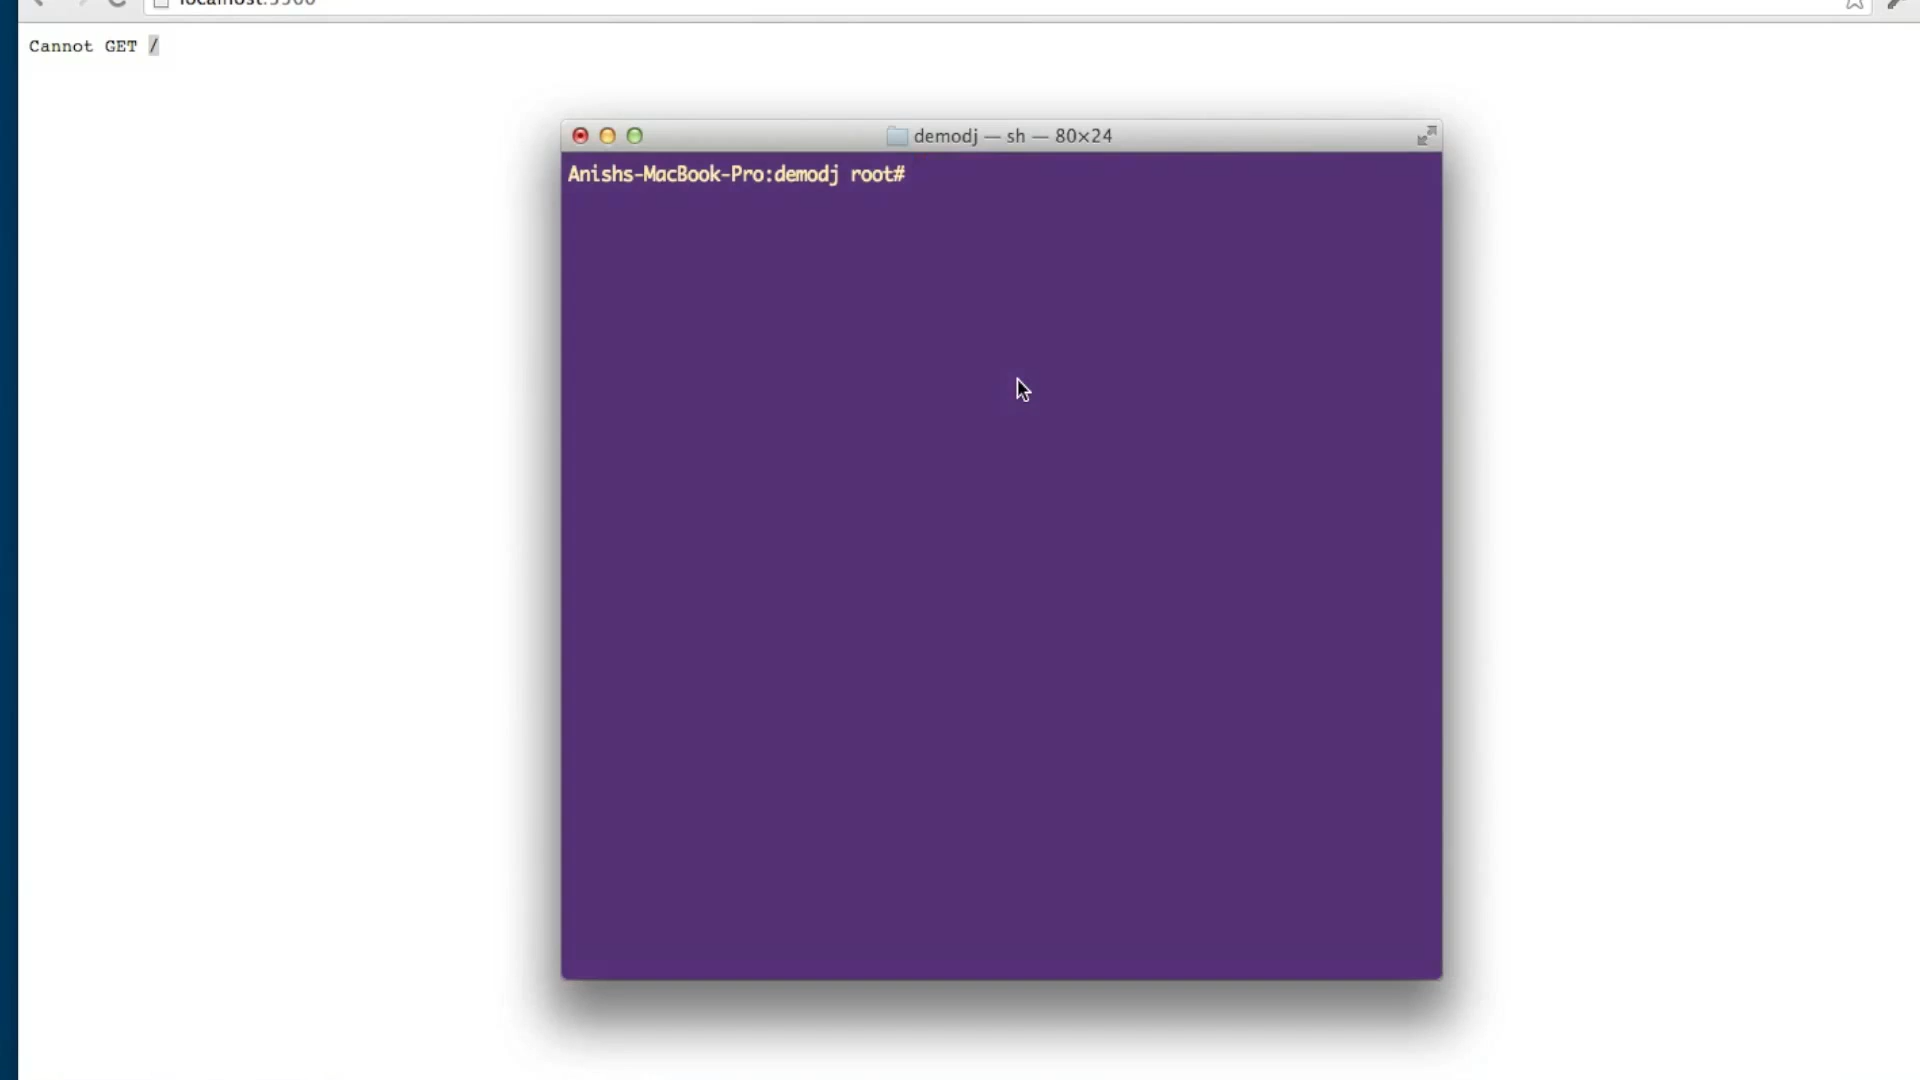 Cannot GET /
demodj — sh — 80×24
Anishs-MacBook-Pro:demodj root#